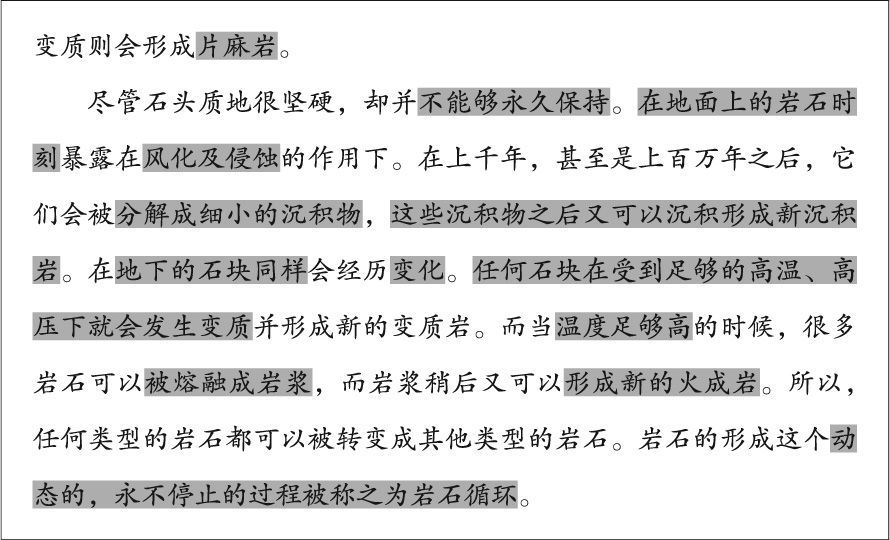 变质则会形成片麻岩。
尽管石头质地很坚硬，却并不能够永久保持。在地面上的岩石时
刻暴露在风化及侵蚀的作用下。在上千年，甚至是上百万年之后，它
们会被分解成细小的沉积物，这些沉积物之后又可以沉积形成新沉积
岩。在地下的石块同样会经历变化。任何石块在受到足够的高温、高
压下就会发生变质并形成新的变质岩。而当温度足够高的时候，很多
岩石可以被熔融成岩浆，而岩浆稍后又可以形成新的火成岩。所以，
任何类型的岩石都可以被转变成其他类型的岩石。岩石的形成这个动
态的，永不停止的过程被称之为岩石循环。